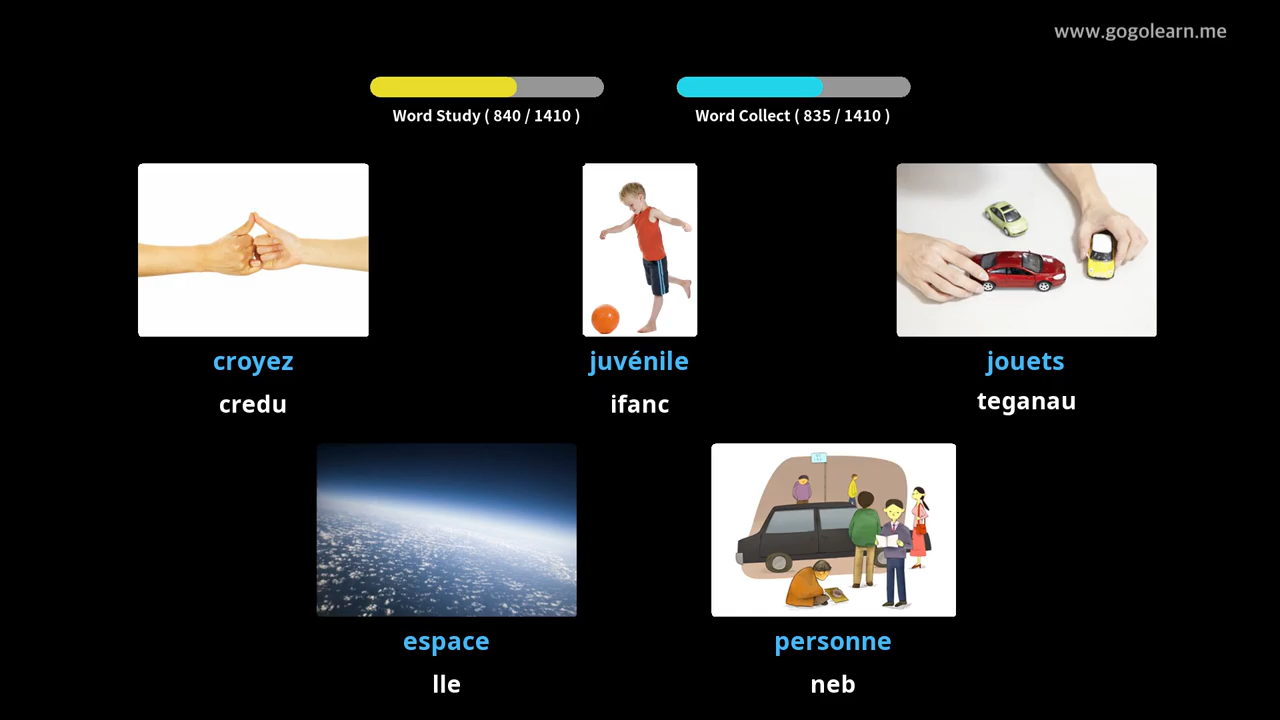 www.gogolearn.me
Word Study ( 840 / 1410 )
Word Collect ( 835 / 1410 )
croyez
credu
juvénile
ifanc
jouets
teganau
espace
lle
personne
neb